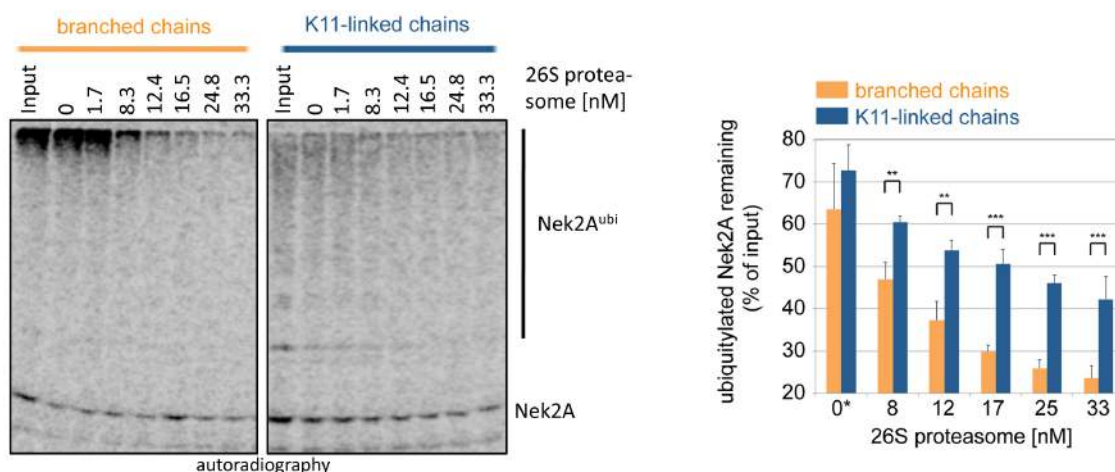 branched chains
K11-linked chains
Input
0
1.7
8.3
12.4
16.5
24.8
33.3
Input
0
1.7
8.3
12.4
16.5
24.8
33.3
26S protea-
some [nM]
Nek2Aubi
Nek2A
autoradiography
branched chains
K11-linked chains
ubiquitylated Nek2A remaining
(% of input)
80
70
60
50
40
30
20
**
**
***
***
***
0* 8 12 17 25 33
26S proteasome [nM]